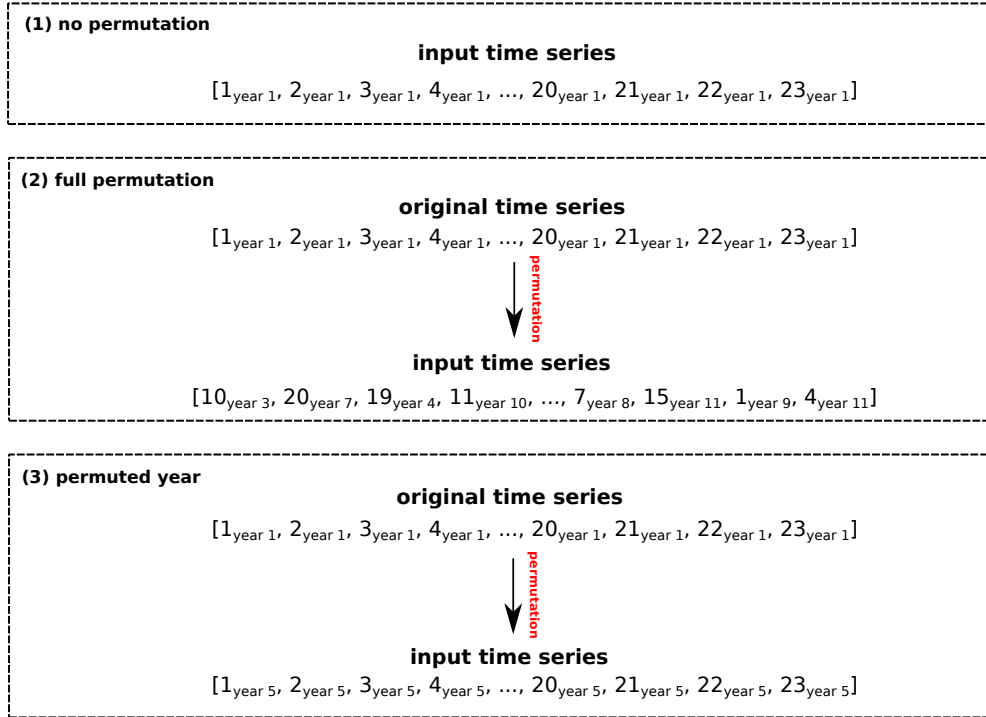 (1) no permutation
input time series
[1year 1, 2year 1, 3year 1, 4year 1, ..., 20year 1, 21year 1, 22year 1, 23year 1]
(2) full permutation
original time series
[1year 1, 2year 1, 3year 1, 4year 1, ..., 20year 1, 21year 1, 22year 1, 23year 1]
permutation
input time series
[10year 3, 20year 7, 19year 4, 11year 10, ..., 7year 8, 15year 11, 1year 9, 4year 11]
(3) permuted year
original time series
[1year 1, 2year 1, 3year 1, 4year 1, ..., 20year 1, 21year 1, 22year 1, 23year 1]
permutation
input time series
[1year 5, 2year 5, 3year 5, 4year 5, ..., 20year 5, 21year 5, 22year 5, 23year 5]